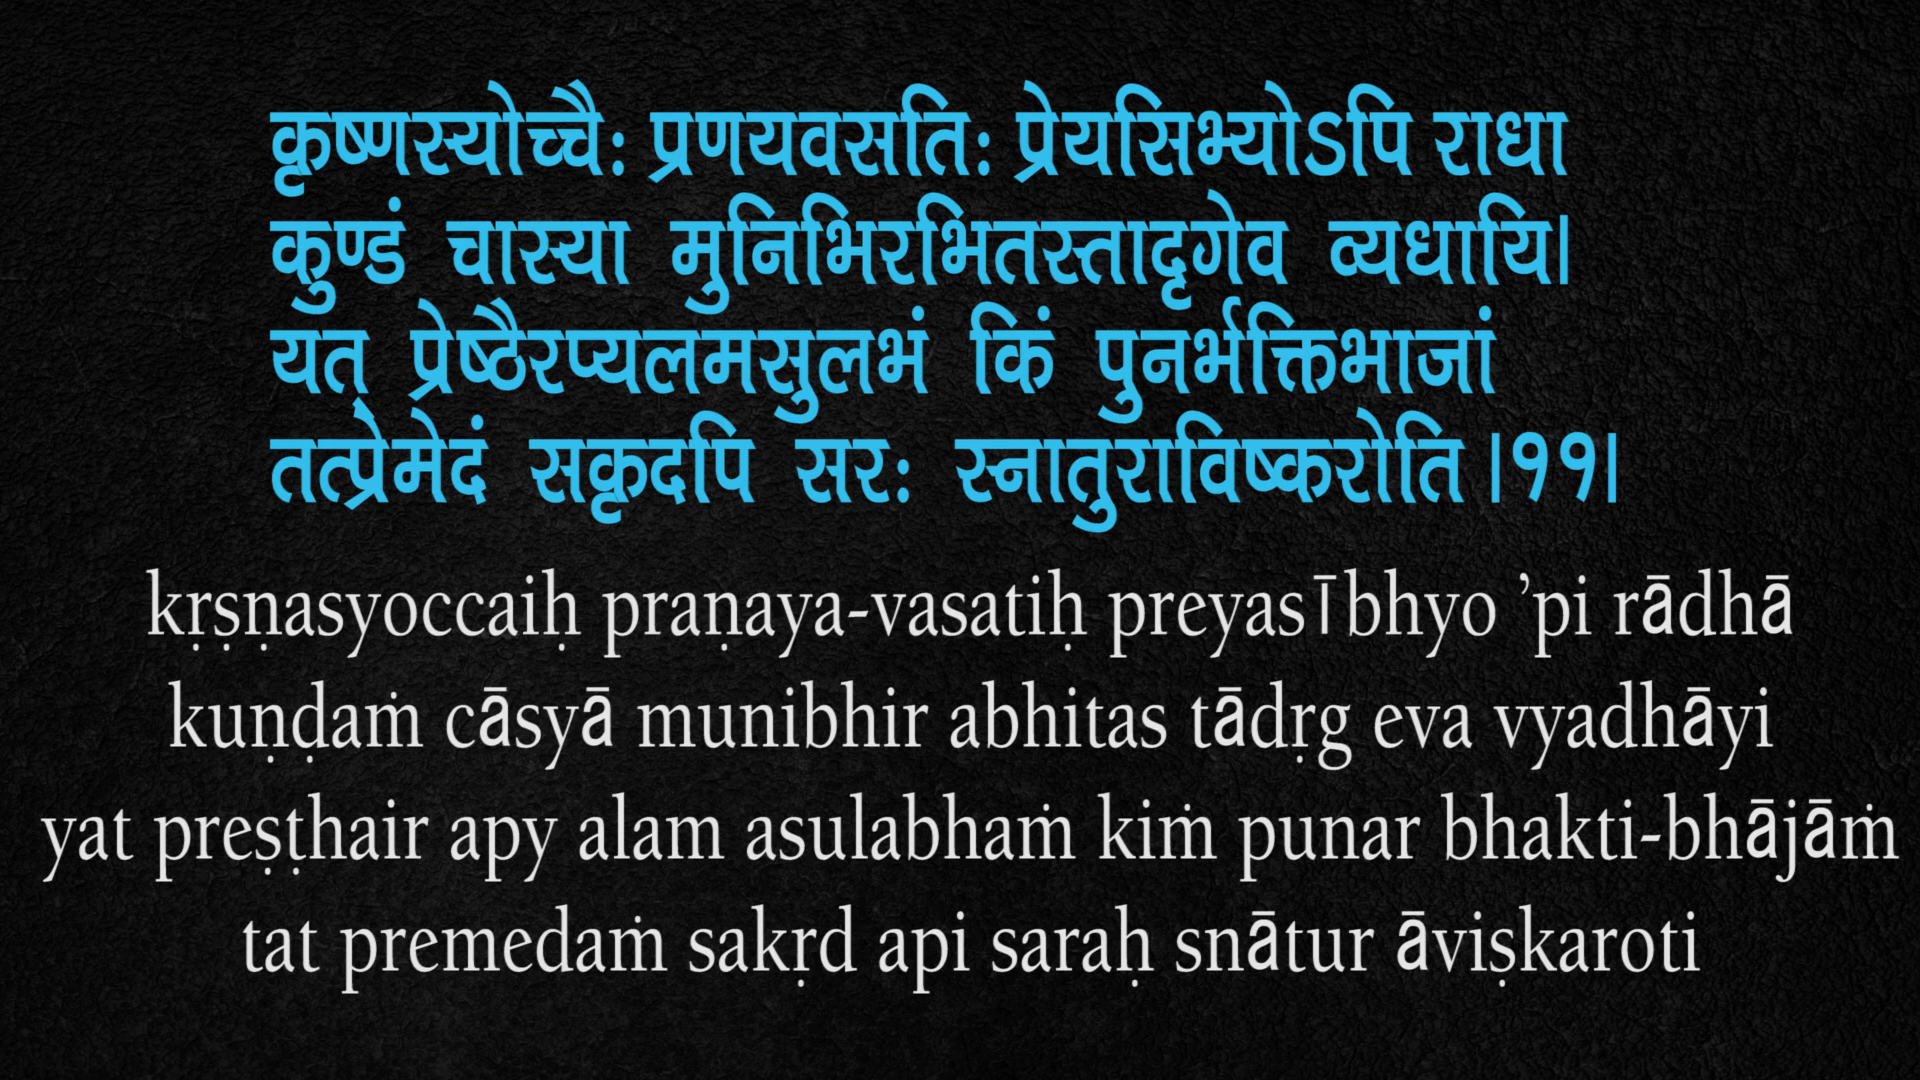 कृष्णस्योच्चैः प्रणयवसतिः प्रेयसिभ्योऽपि राधा
कुण्डं चास्या मुनिभिरभितस्तादृगेव व्यधायि।
यत् प्रेष्ठैरप्यलमसुलभं किं पुनर्भक्तिभाजां
तत्प्रेमेदं सकृदपि सरः स्नातुराविष्करोति ।११।
kṛṣṇasyoccaiḥ praṇaya-vasatiḥ preyasībhyo ’pi rādhā
kuṇḍaṁ cāsyā munibhir abhitas tādṛg eva vyadhāyi
yat preṣṭhair apy alam asulabhaṁ kiṁ punar bhakti-bhājāṁ
tat premedaṁ sakṛd api saraḥ snātur āviṣkaroti